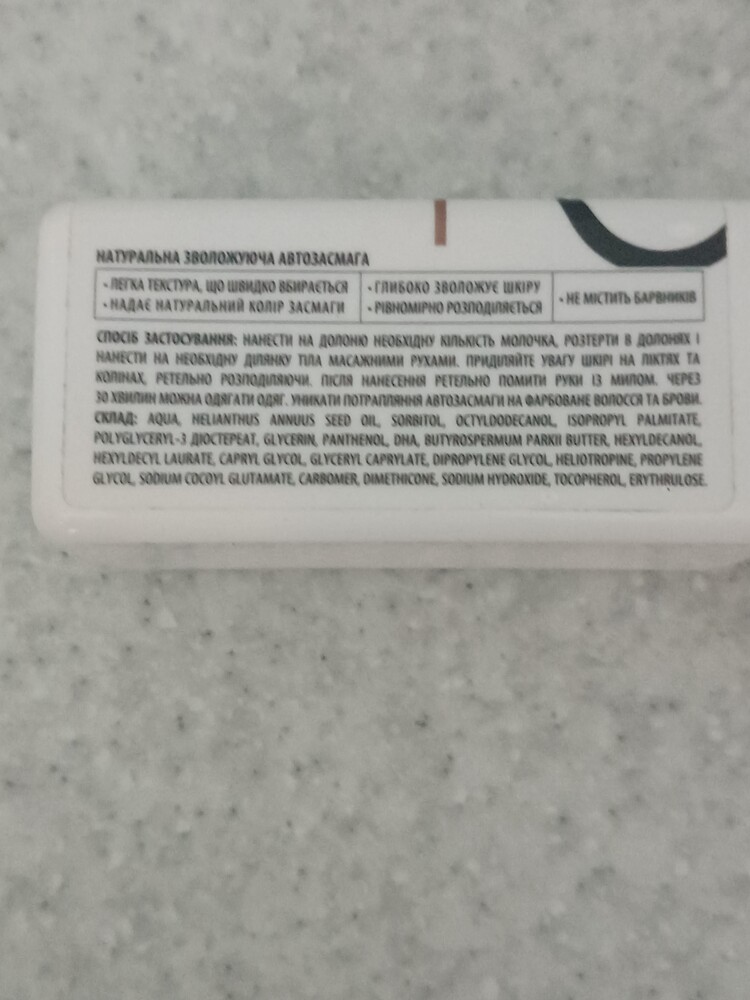 НАТУРАЛЬНА ЗВОЛОЖУЮЧА АВТОЗАСМАГА
• ЛЕГКА ТЕКСТУРА, ЩО ШВИДКО ВБИРАЄТЬСЯ
• НАДАЄ НАТУРАЛЬНИЙ КОЛІР ЗАСМАГИ
• ГЛИБОКО ЗВОЛОЖУЄ ШКІРУ
• РІВНОМІРНО РОЗПОДІЛЯЄТЬСЯ
• НЕ МІСТИТЬ БАРВНИКІВ
СПОСІБ ЗАСТОСУВАННЯ: НАНЕСТИ НА ДОЛОНЮ НЕОБХІДНУ КІЛЬКІСТЬ МОЛОЧКА, РОЗТЕРТИ В ДОЛОНЯХ І
НАНЕСТИ НА НЕОБХІДНУ ДІЛЯНКУ ТІЛА МАСАЖНИМИ РУХАМИ. ПРИДІЛЯЙТЕ УВАГУ ШКІРІ НА ЛІКТЯХ ТА
КОЛІНАХ, РЕТЕЛЬНО РОЗПОДІЛЯЮЧИ. ПІСЛЯ НАНЕСЕННЯ РЕТЕЛЬНО ПОМИТИ РУКИ ІЗ МИЛОМ. ЧЕРЕЗ
30 ХВИЛИН МОЖНА ОДЯГАТИ ОДЯГ. УНИКАТИ ПОТРАПЛЯННЯ АВТОЗАСМАГИ НА ФАРБОВАНЕ ВОЛОССЯ ТА БРОВИ.
СКЛАД: AQUA, HELIANTHUS ANNUUS SEED OIL, SORBITOL, OCTYLDODECANOL, ISOPROPYL PALMITATE,
POLYGLYCERYL-3 ДІОСТЕРЕАТ, GLYCERIN, PANTHENOL, DHA, BUTYROSPERMUM PARKII BUTTER, HEXYLDECANOL,
HEXYLDECYL LAURATE, CAPRYL GLYCOL, GLYCERYL CAPRYLATE, DIPROPYLENE GLYCOL, HELIOTROPINE, PROPYLENE
GLYCOL, SODIUM COCOYL GLUTAMATE, CARBOMER, DIMETHICONE, SODIUM HYDROXIDE, TOCOPHEROL, ERYTHRULOSE.